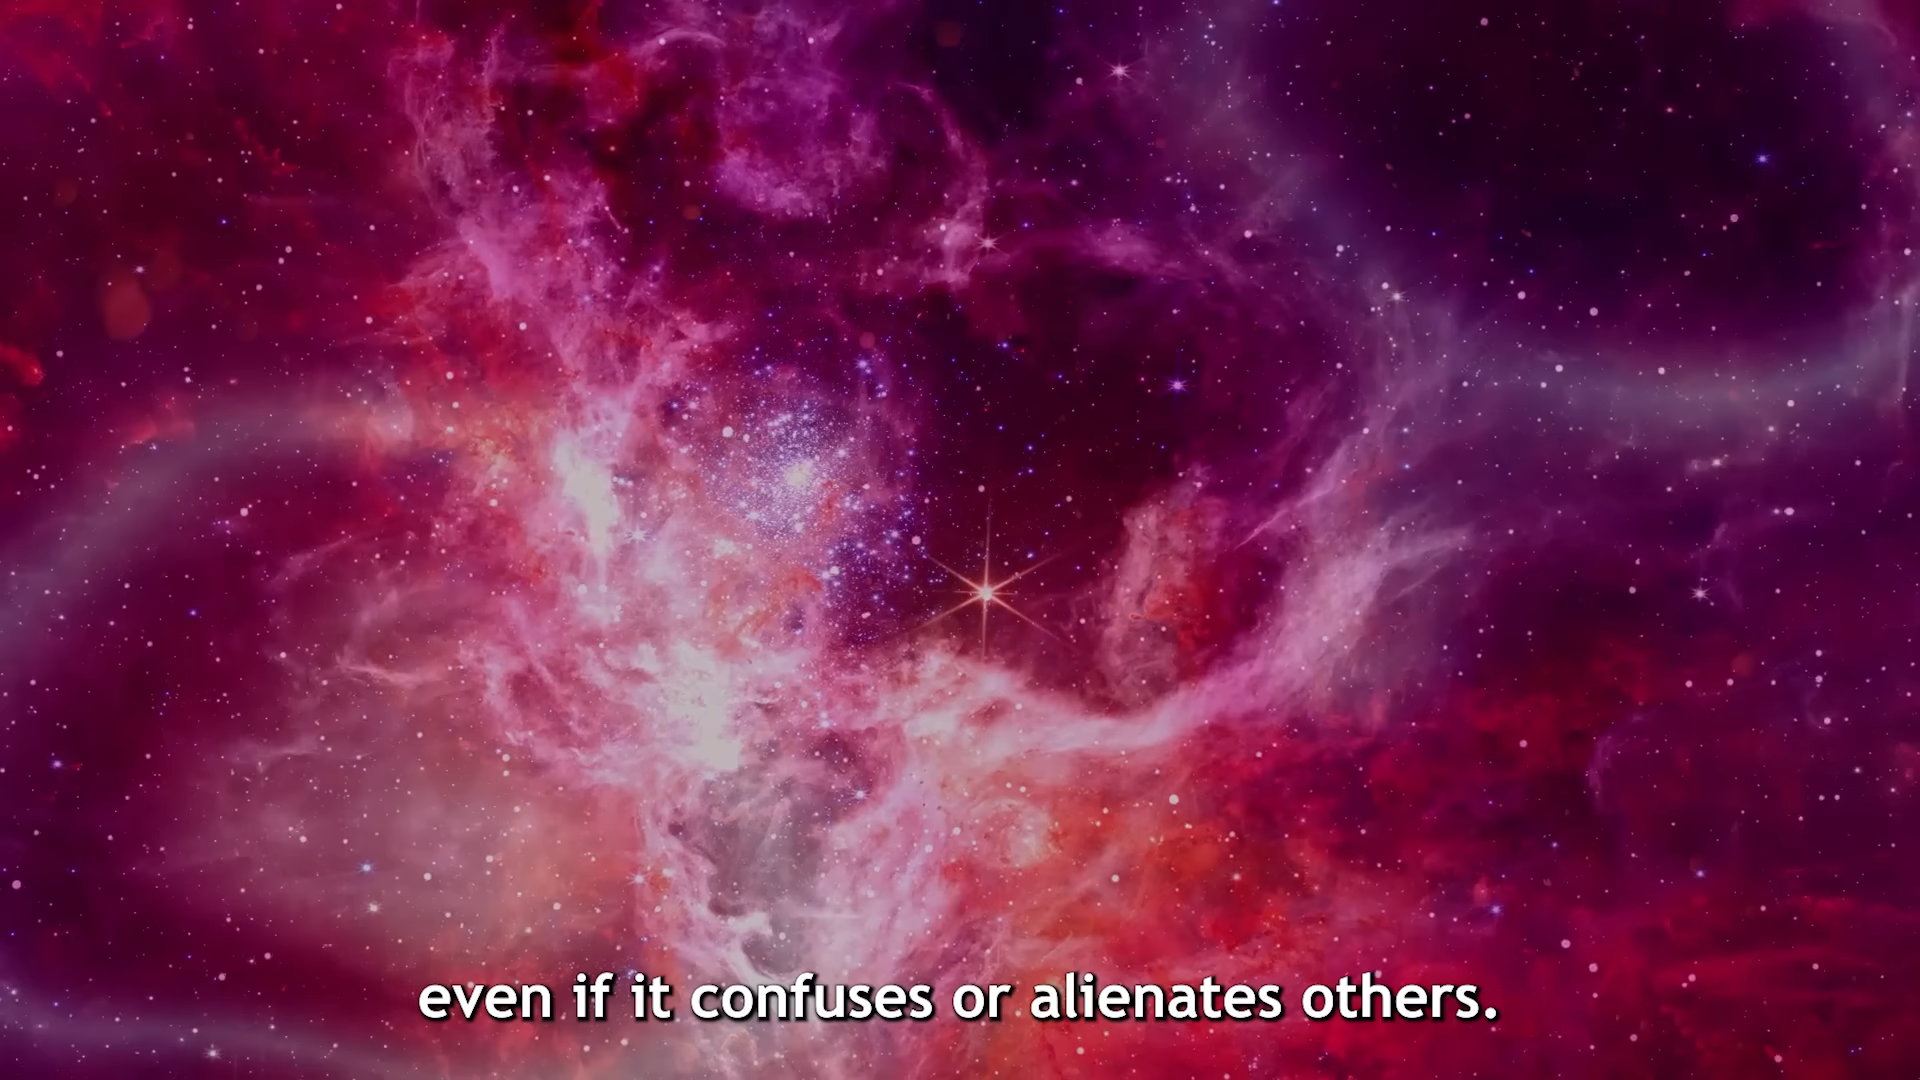 even if it confuses or alienates others.